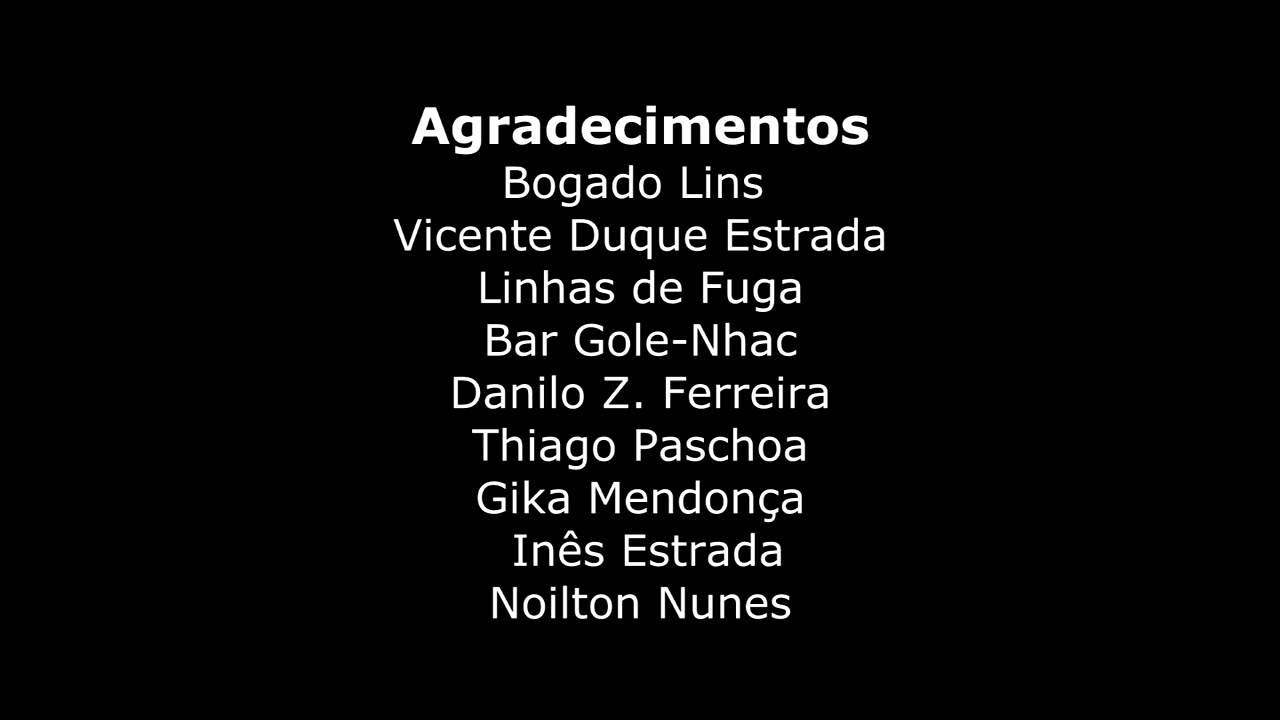 Agradecimentos
Bogado Lins
Vicente Duque Estrada
Linhas de Fuga
Bar Gole-Nhac
Danilo Z. Ferreira
Thiago Paschoa
Gika Mendonça
Inês Estrada
Noilton Nunes